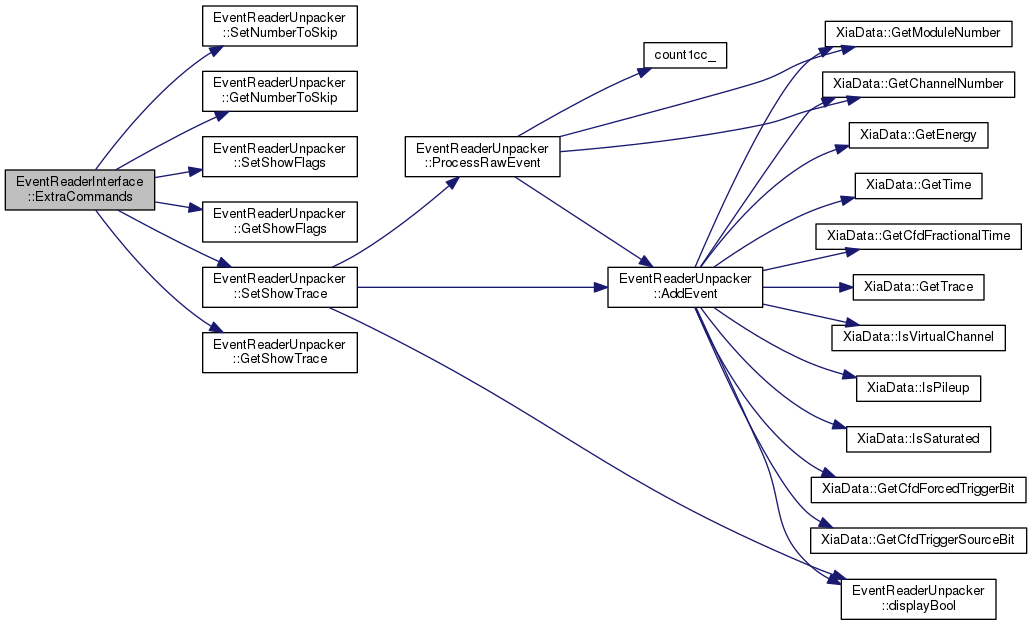 EventReaderInterface
::ExtraCommands
EventReaderUnpacker
::SetNumberToSkip
EventReaderUnpacker
::GetNumberToSkip
EventReaderUnpacker
::SetShowFlags
EventReaderUnpacker
::GetShowFlags
EventReaderUnpacker
::SetShowTrace
EventReaderUnpacker
::GetShowTrace
EventReaderUnpacker
::ProcessRawEvent
count1cc_
EventReaderUnpacker
::AddEvent
XiaData::GetModuleNumber
XiaData::GetChannelNumber
XiaData::GetEnergy
XiaData::GetTime
XiaData::GetCfdFractionalTime
XiaData::GetTrace
XiaData::IsVirtualChannel
XiaData::IsPileup
XiaData::IsSaturated
XiaData::GetCfdForcedTriggerBit
XiaData::GetCfdTriggerSourceBit
EventReaderUnpacker
::displayBool